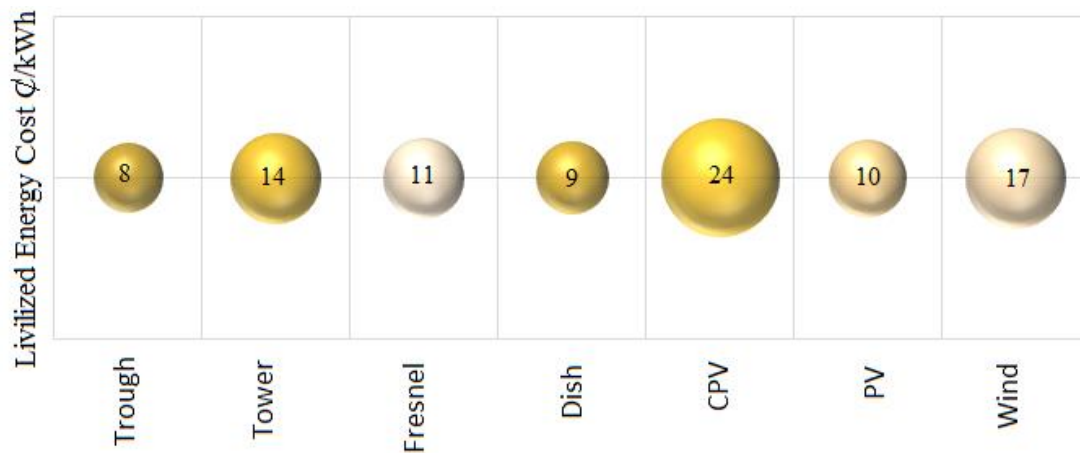 Livilized Energy Cost ₡/kWh
8
14
11
9
24
10
17
Trough
Tower
Fresnel
Dish
CPV
PV
Wind